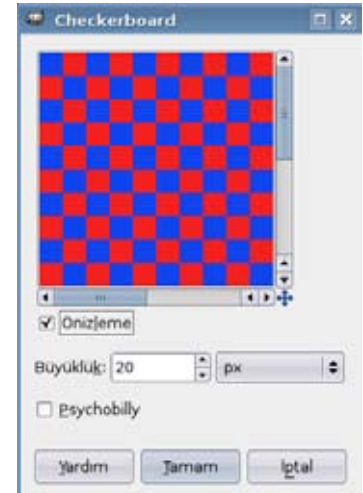 Checkerboard
Önizleme
Büyüklük: 20 px
Psychobilly
Yardım Tamam İptal